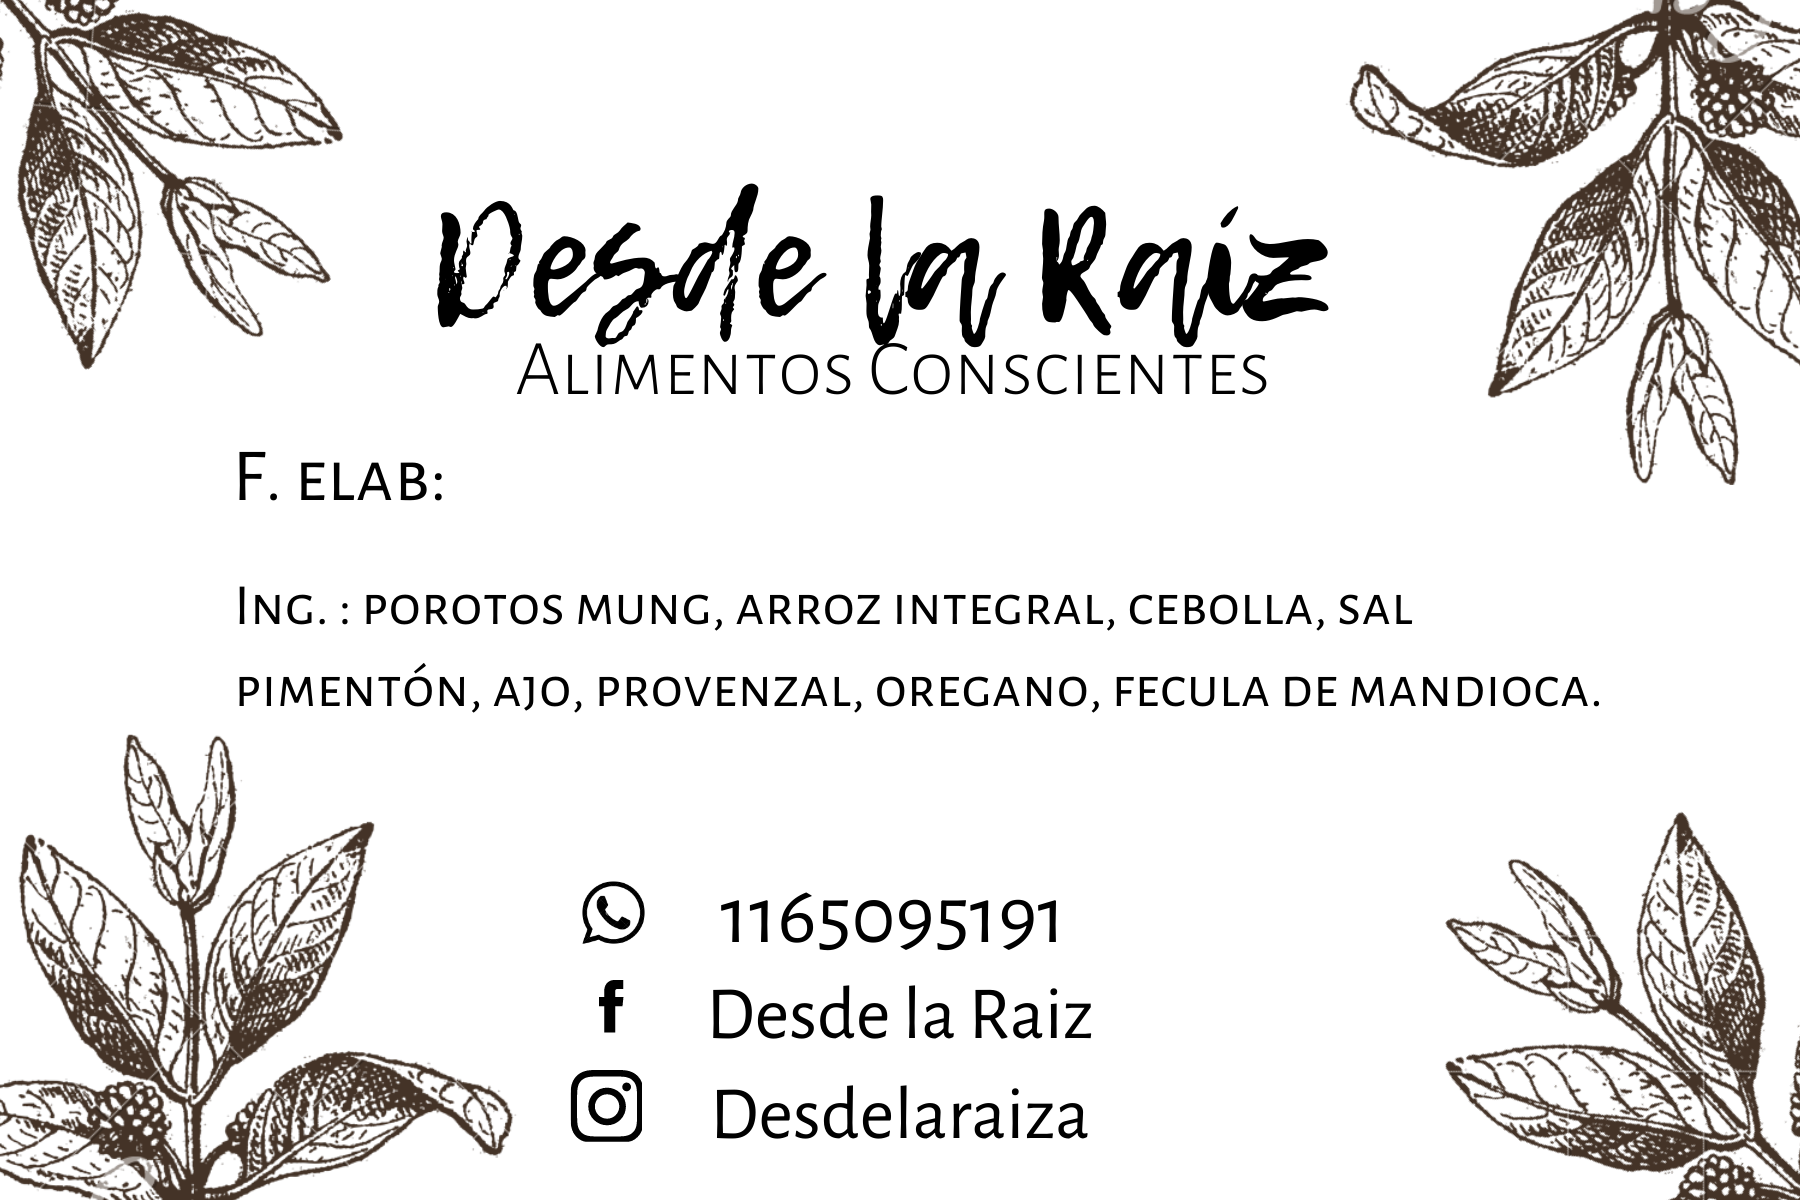 Desde la Raíz
Alimentos Conscientes
F. elab:
Ing. : porotos mung, arroz integral, cebolla, sal
pimentón, ajo, provenzal, oregano, fecula de mandioca.
1165095191
Desde la Raiz
Desdelaraiza